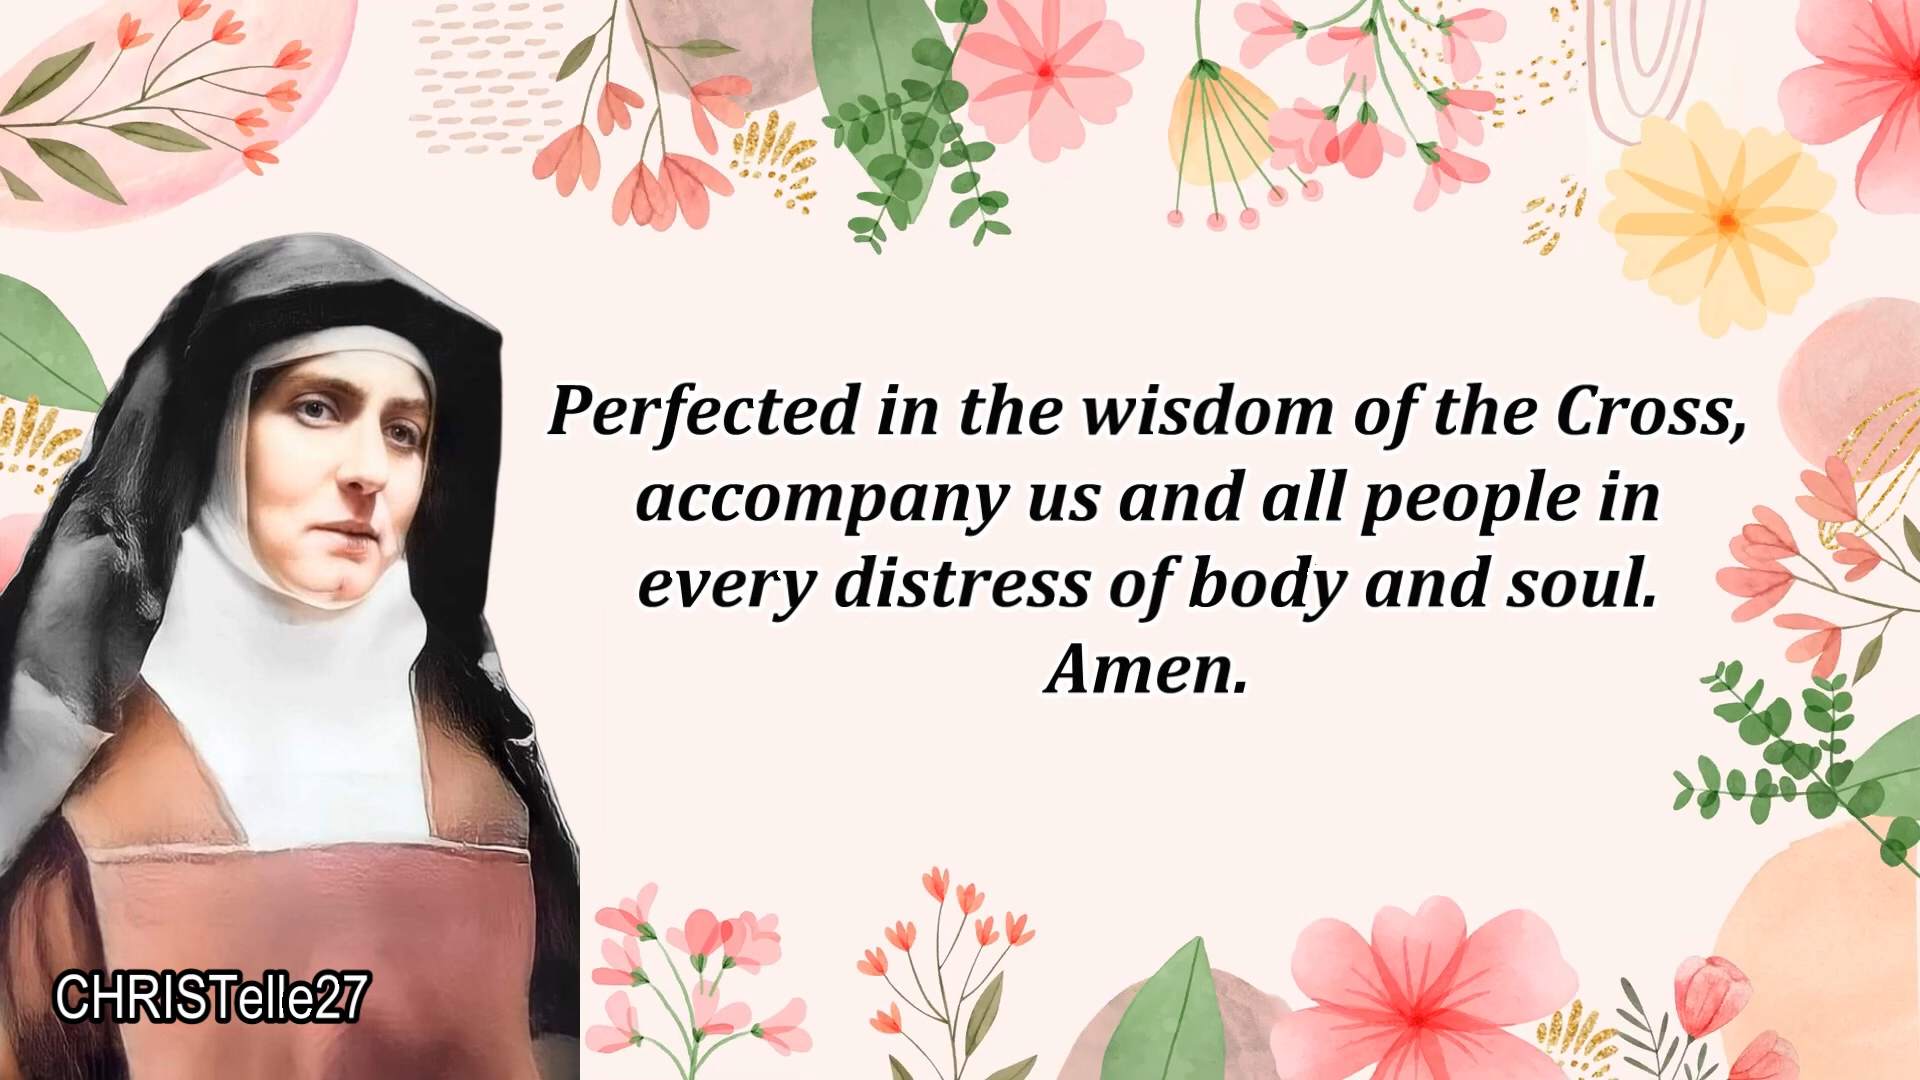 Perfected in the wisdom of the Cross,
accompany us and all people in
every distress of body and soul.
Amen.
CHRISTelle27